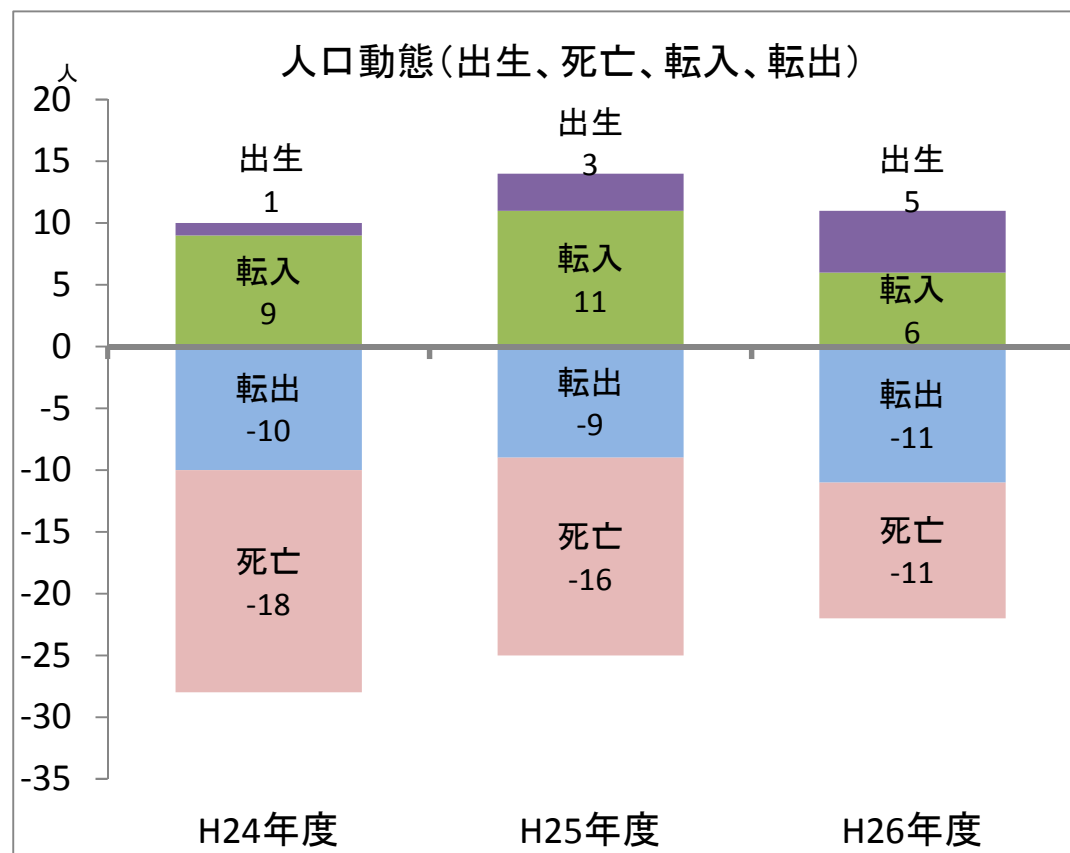 人口動態(出生、死亡、転入、転出)
人
20
15
10
5
0
-5
-10
-15
-20
-25
-30
-35
出生
1
転入
9
転出
-10
死亡
-18
出生
3
転入
11
転出
-9
死亡
-16
出生
5
転入
6
転出
-11
死亡
-11
H24年度
H25年度
H26年度